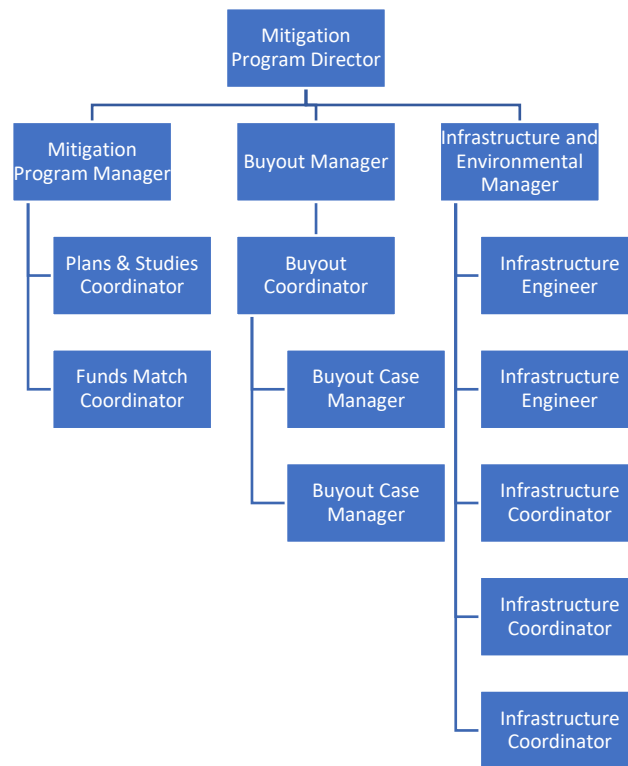 Mitigation
Program Director
Mitigation
Program Manager
Buyout Manager
Infrastructure and
Environmental
Manager
Plans & Studies
Coordinator
Buyout
Coordinator
Infrastructure
Engineer
Funds Match
Coordinator
Buyout Case
Manager
Infrastructure
Engineer
Buyout Case
Manager
Infrastructure
Coordinator
Infrastructure
Coordinator
Infrastructure
Coordinator